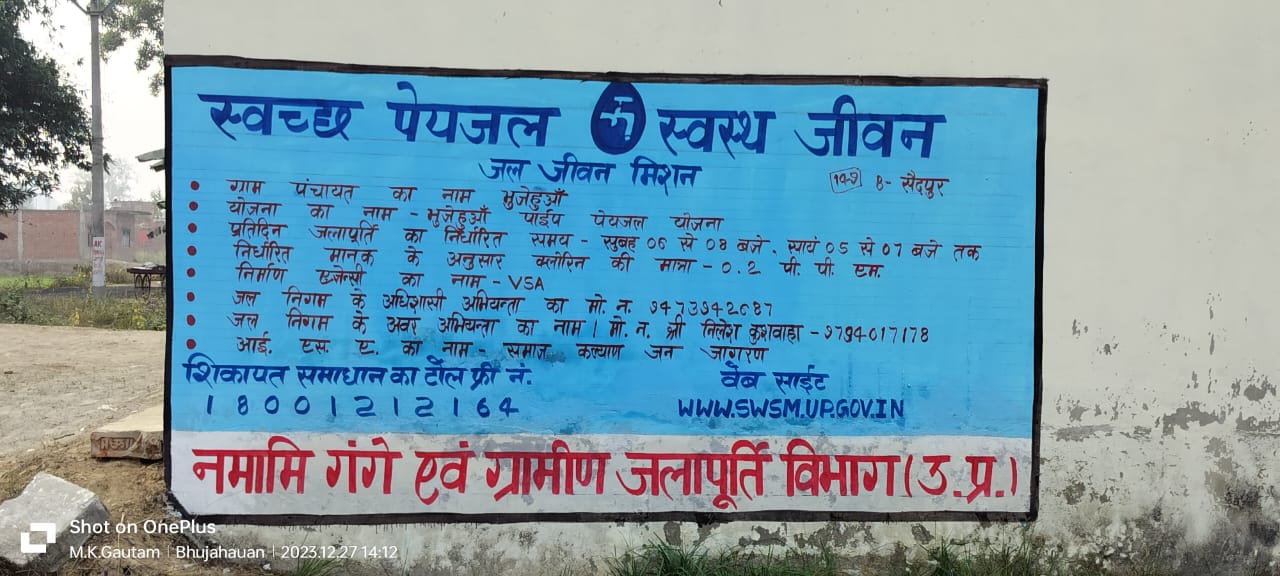 स्वच्छ पेयजल स्वस्थ जीवन
जल जीवन मिशन
149 B- सैदपुर
• ग्राम पंचायत का नाम भुजेहुआँ
• योजना का नाम - भुजेहुआँ पाईप पेयजल योजना
• प्रतिदिन जलापूर्ति का निर्धारित समय - सुबह 06 से 08 बजे, सायं 05 से 07 बजे तक
• निर्धारित मानक के अनुसार क्लोरिन की मात्रा - 0.2 पी. पी. एम.
• निर्माण एजेन्सी का नाम - VSA
• जल निगम के अधिशासी अभियन्ता का मो. न. 9473942687
• जल निगम के अवर अभियन्ता का नाम / मो. न. श्री निलेश कुशवाहा - 9794017178
• आई. एस. ए. का नाम - समाज कल्याण जन जागरण
शिकायत समाधान का टोल फ्री नं.
18001212164
वेब साईट
WWW.SWSM.UP.GOV.IN
नमामि गंगे एवं ग्रामीण जलापूर्ति विभाग (उ.प्र.)
Shot on OnePlus
M.K.Gautam | Bhujahauan | 2023.12.27 14:12